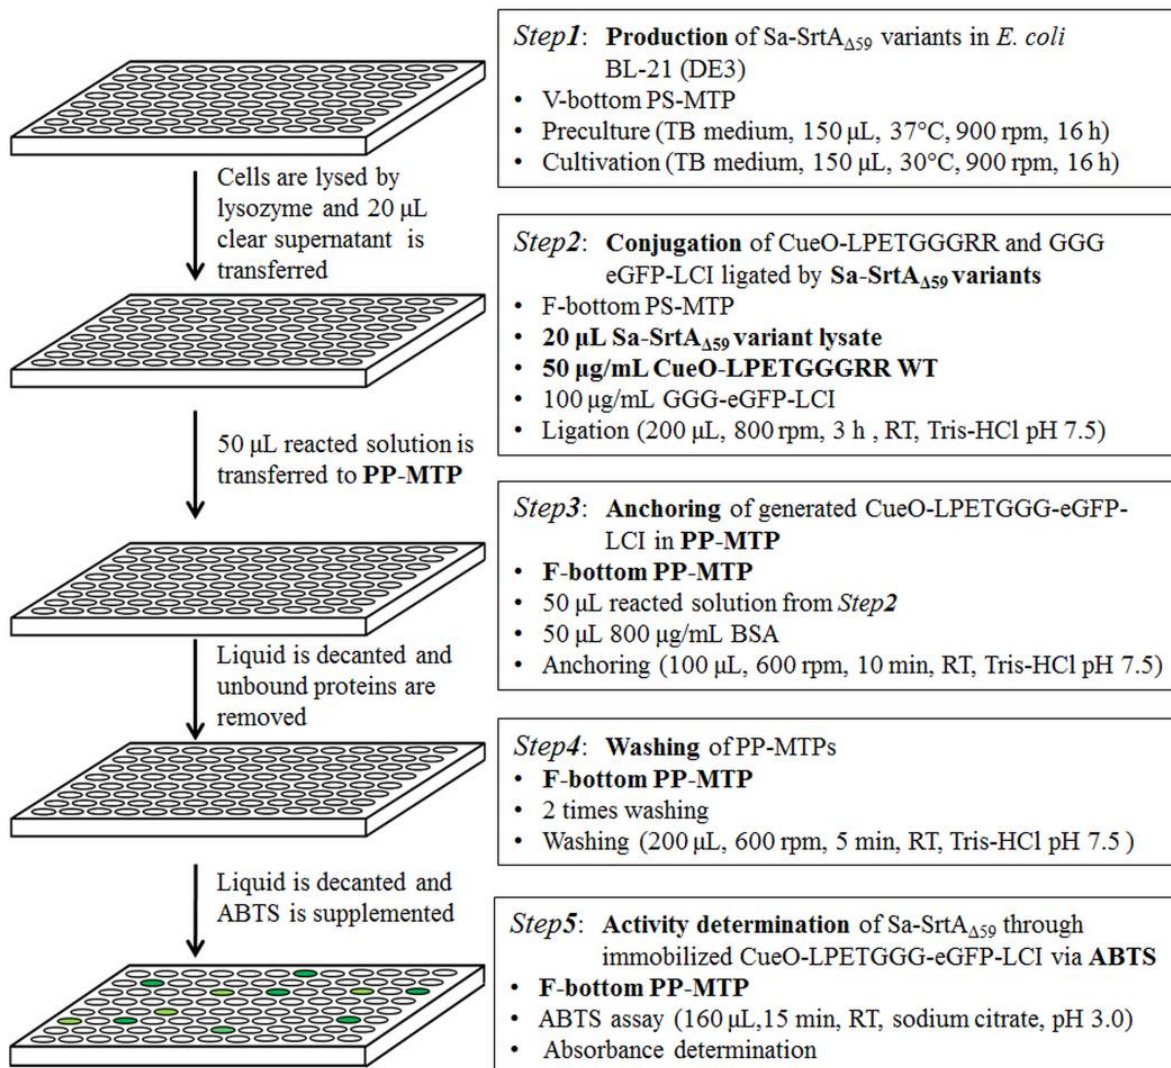 Step1: Production of Sa-SrtAΔ59 variants in E. coli
BL-21 (DE3)
• V-bottom PS-MTP
• Preculture (TB medium, 150 µL, 37°C, 900 rpm, 16 h)
• Cultivation (TB medium, 150 µL, 30°C, 900 rpm, 16 h)
Cells are lysed by
lysozyme and 20 µL
clear supernatant is
transferred
Step2: Conjugation of CueO-LPETGGGRR and GGG
eGFP-LCI ligated by Sa-SrtAΔ59 variants
• F-bottom PS-MTP
• 20 µL Sa-SrtAΔ59 variant lysate
• 50 µg/mL CueO-LPETGGGRR WT
• 100 µg/mL GGG-eGFP-LCI
• Ligation (200 µL, 800 rpm, 3 h , RT, Tris-HCl pH 7.5)
50 µL reacted solution is
transferred to PP-MTP
Step3: Anchoring of generated CueO-LPETGGG-eGFP-
LCI in PP-MTP
• F-bottom PP-MTP
• 50 µL reacted solution from Step2
• 50 µL 800 µg/mL BSA
• Anchoring (100 µL, 600 rpm, 10 min, RT, Tris-HCl pH 7.5)
Liquid is decanted and
unbound proteins are
removed
Step4: Washing of PP-MTPs
• F-bottom PP-MTP
• 2 times washing
• Washing (200 µL, 600 rpm, 5 min, RT, Tris-HCl pH 7.5 )
Liquid is decanted and
ABTS is supplemented
Step5: Activity determination of Sa-SrtAΔ59 through
immobilized CueO-LPETGGG-eGFP-LCI via ABTS
• F-bottom PP-MTP
• ABTS assay (160 µL,15 min, RT, sodium citrate, pH 3.0)
• Absorbance determination